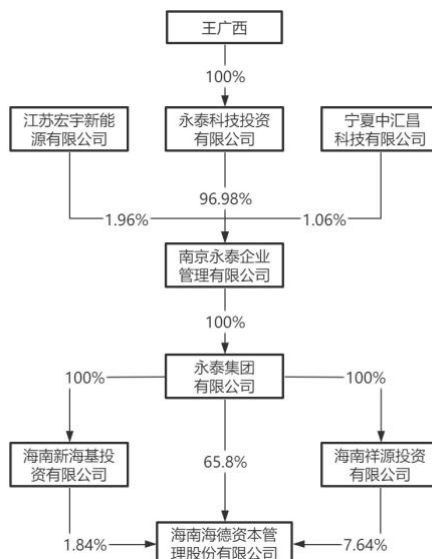 王广西
100%
江苏宏宇新能
源有限公司
永泰科技投资
有限公司
宁夏中汇昌
科技有限公司
96.98%
1.96%
1.06%
南京永泰企业
管理有限公司
100%
永泰集团
有限公司
100%
100%
海南新海基投
资有限公司
65.8%
海南祥源投资
有限公司
1.84%
海南海德资本管
理股份有限公司
7.64%